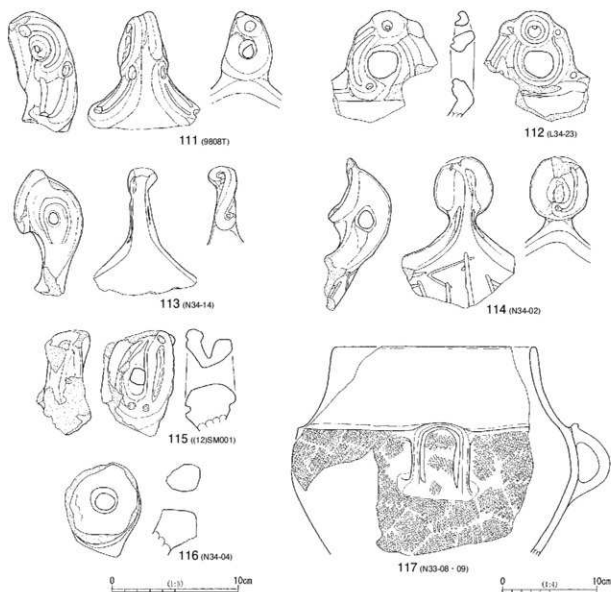 111 (9808T)
112 (L34-23)
113 (N34-14)
114 (N34-02)
115 ((12)SM001)
116 (N34-04)
117 (N33-08・09)
0 (1:3) 10cm
0 (1:4) 10cm